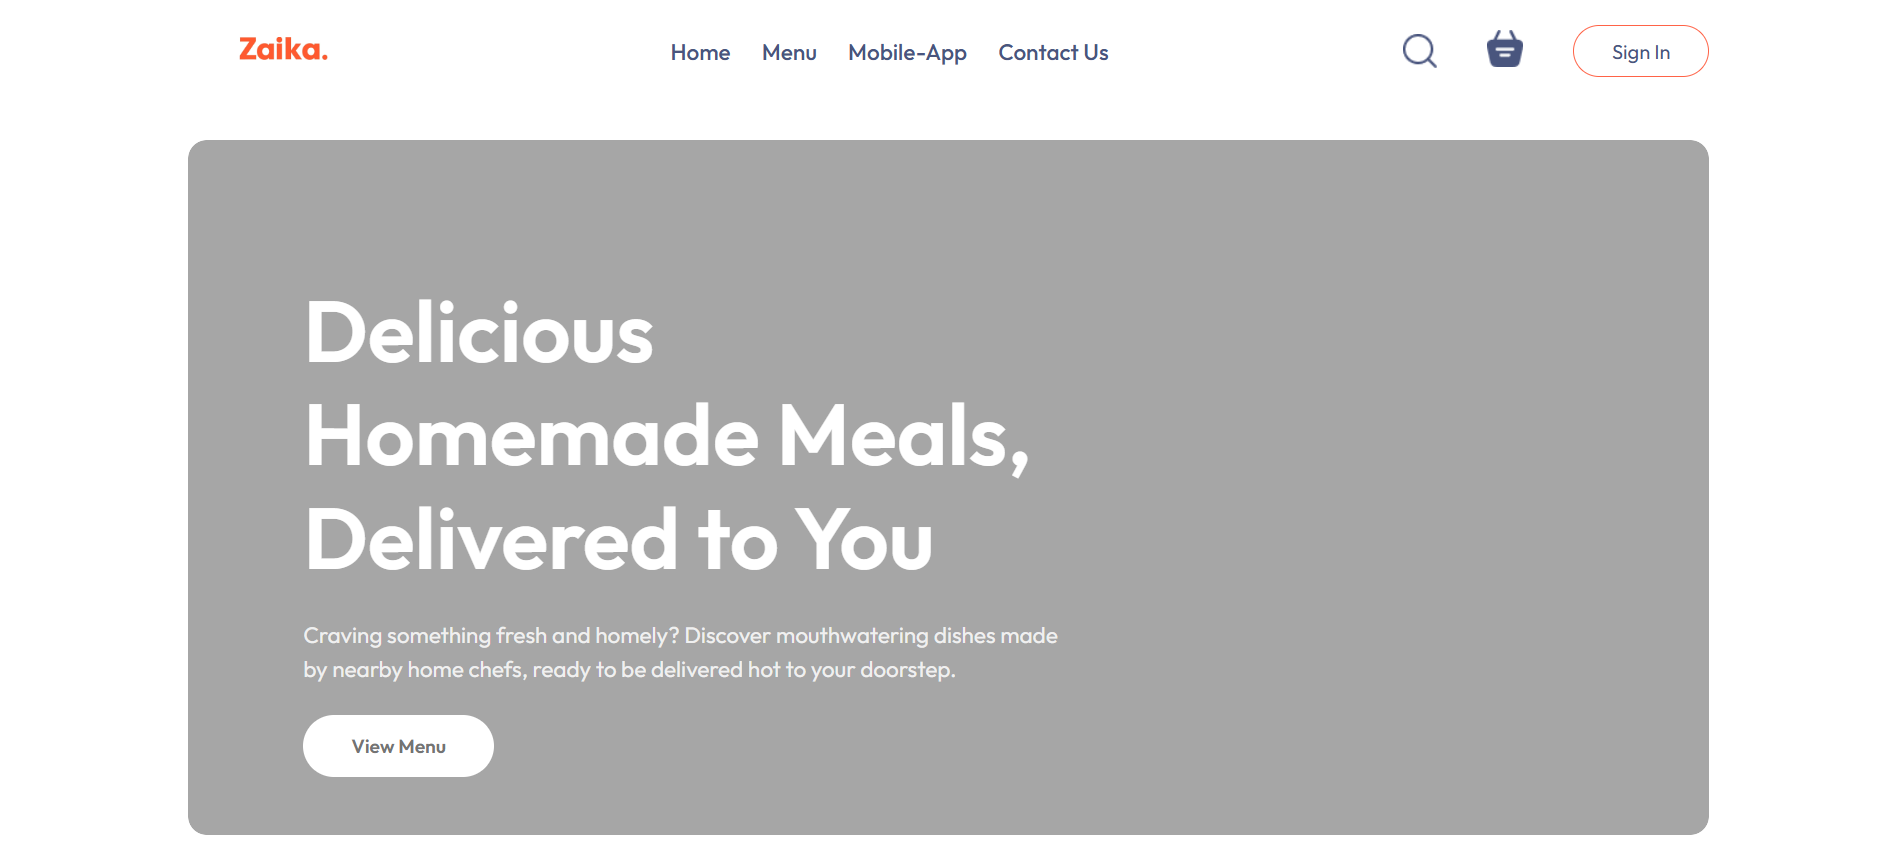 Zaika.
Home Menu Mobile-App Contact Us
Sign In
Delicious
Homemade Meals,
Delivered to You
Craving something fresh and homely? Discover mouthwatering dishes made
by nearby home chefs, ready to be delivered hot to your doorstep.
View Menu